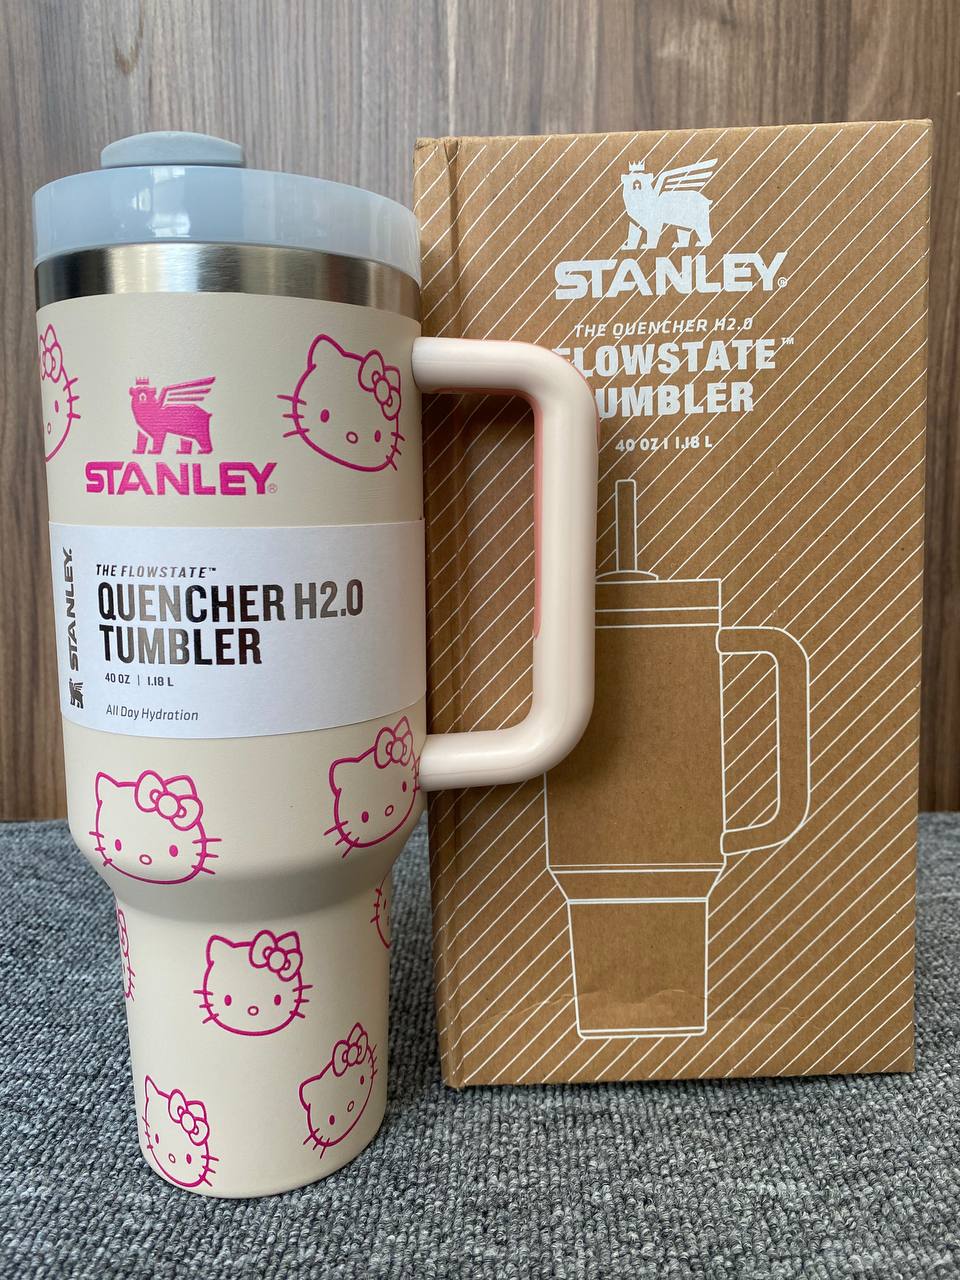 STANLEY®
STANLEY.
THE FLOWSTATE™
QUENCHER H2.0
TUMBLER
40 OZ | 1.18 L
All Day Hydration
STANLEY®
THE QUENCHER H2.0
FLOWSTATE™
TUMBLER
40 OZ | 1.18 L